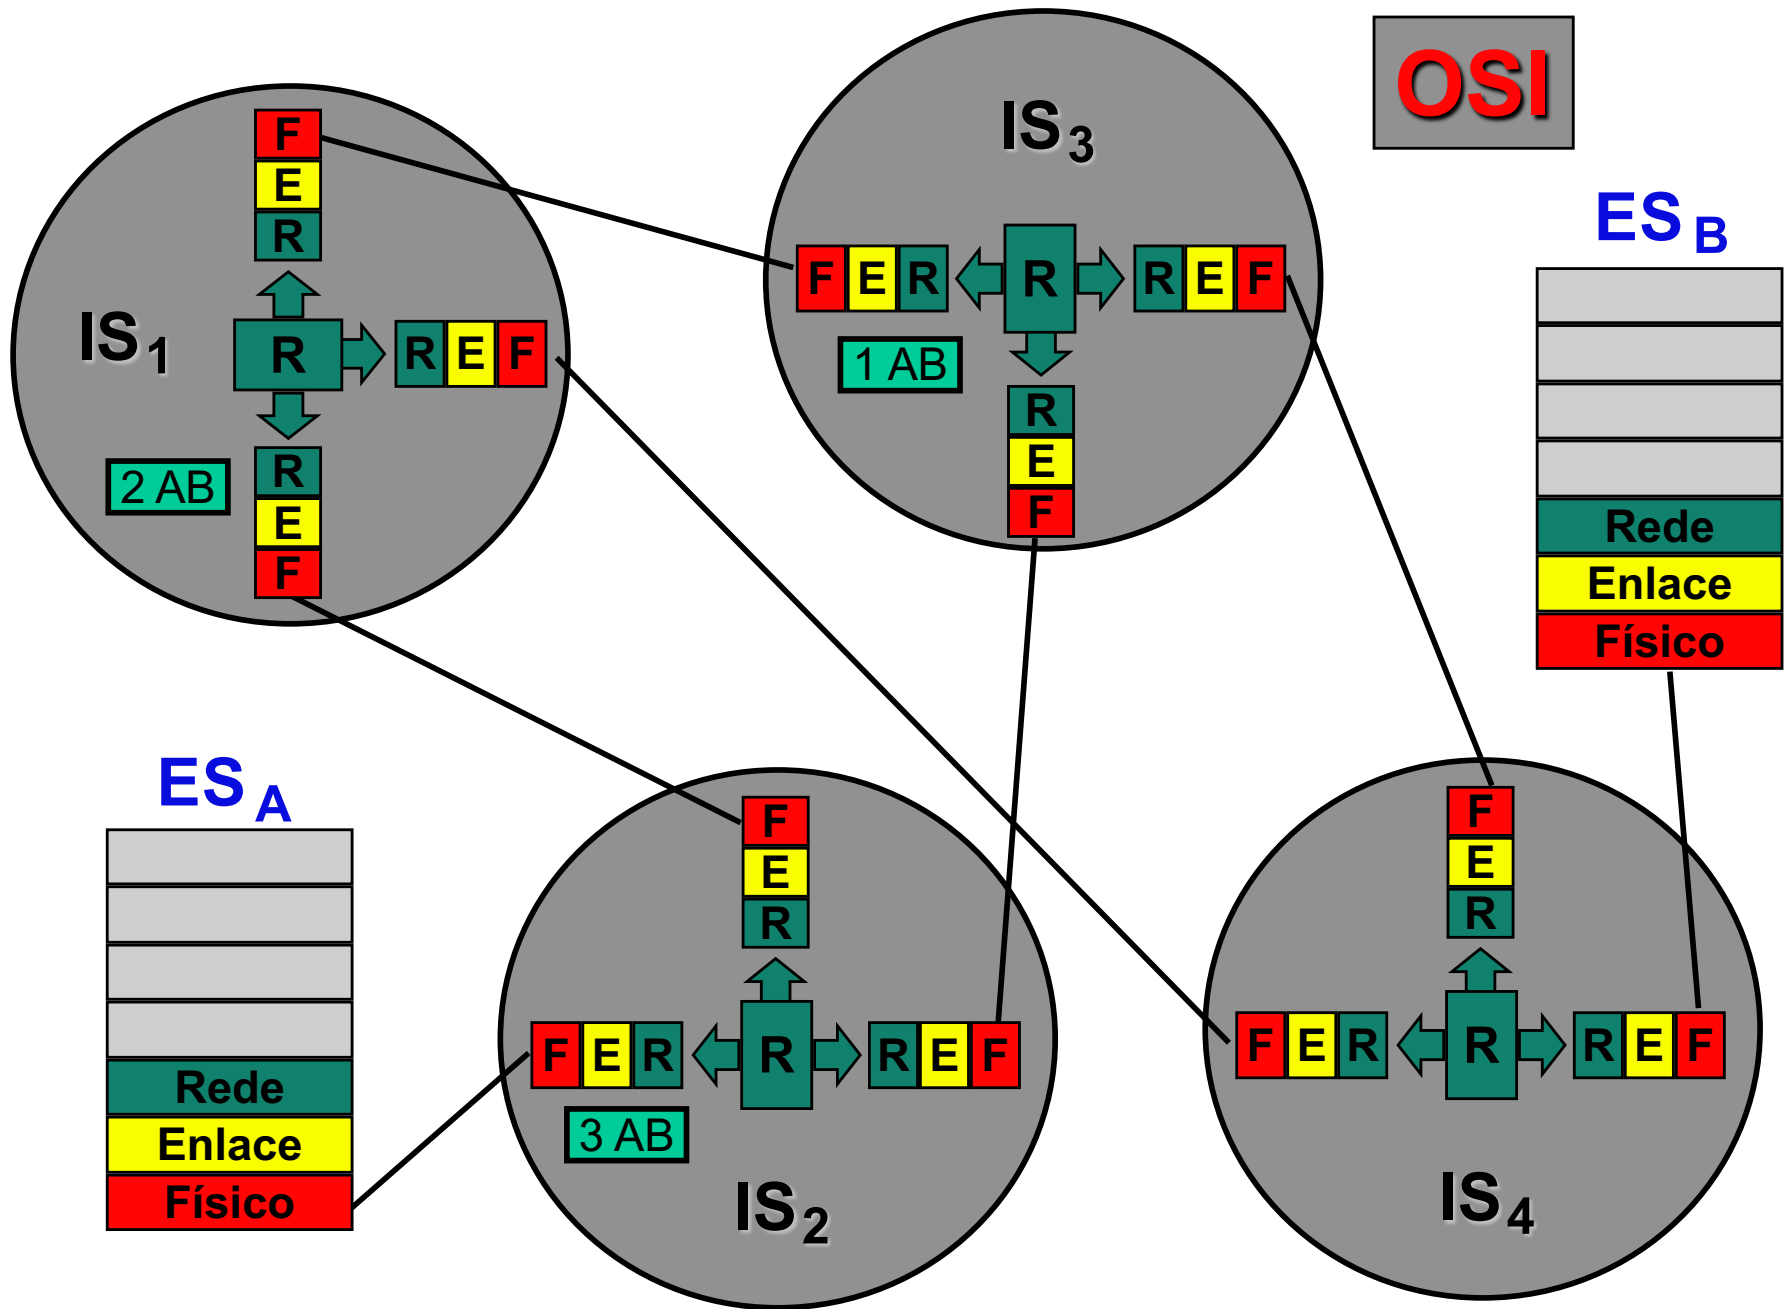 OSI
IS1
F
E
R
R
R E F
2 AB
R
E
F
IS3
F E R
R
R E F
1 AB
R
E
F
ES B
Rede
Enlace
Físico
ES A
Rede
Enlace
Físico
F
E
R
F E R
R
R E F
3 AB
IS2
F
E
R
F E R
R
R E F
IS4